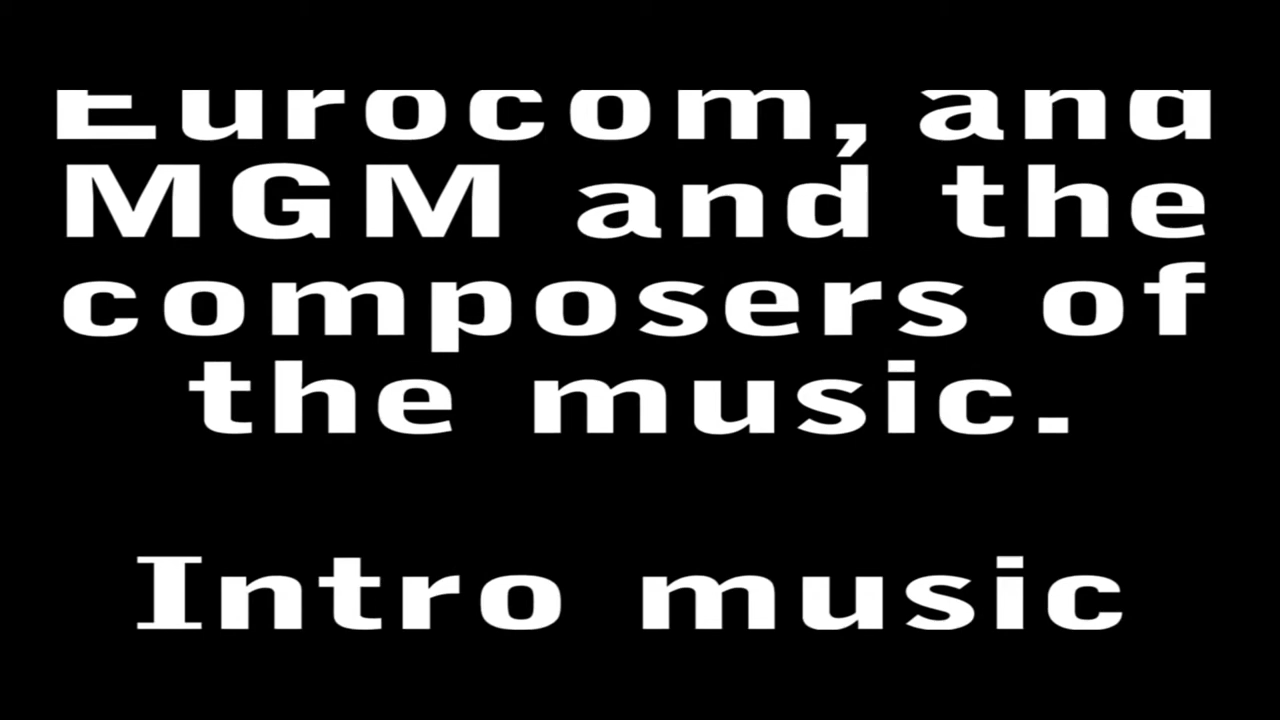 Eurocom, and
MGM and the
composers of
the music.
Intro music